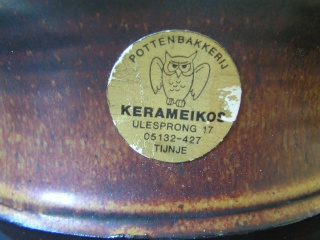 POTTENBAKKERIJ
KERAMEIKOS
ULESPRONG 17
05132-427
TIJNJE